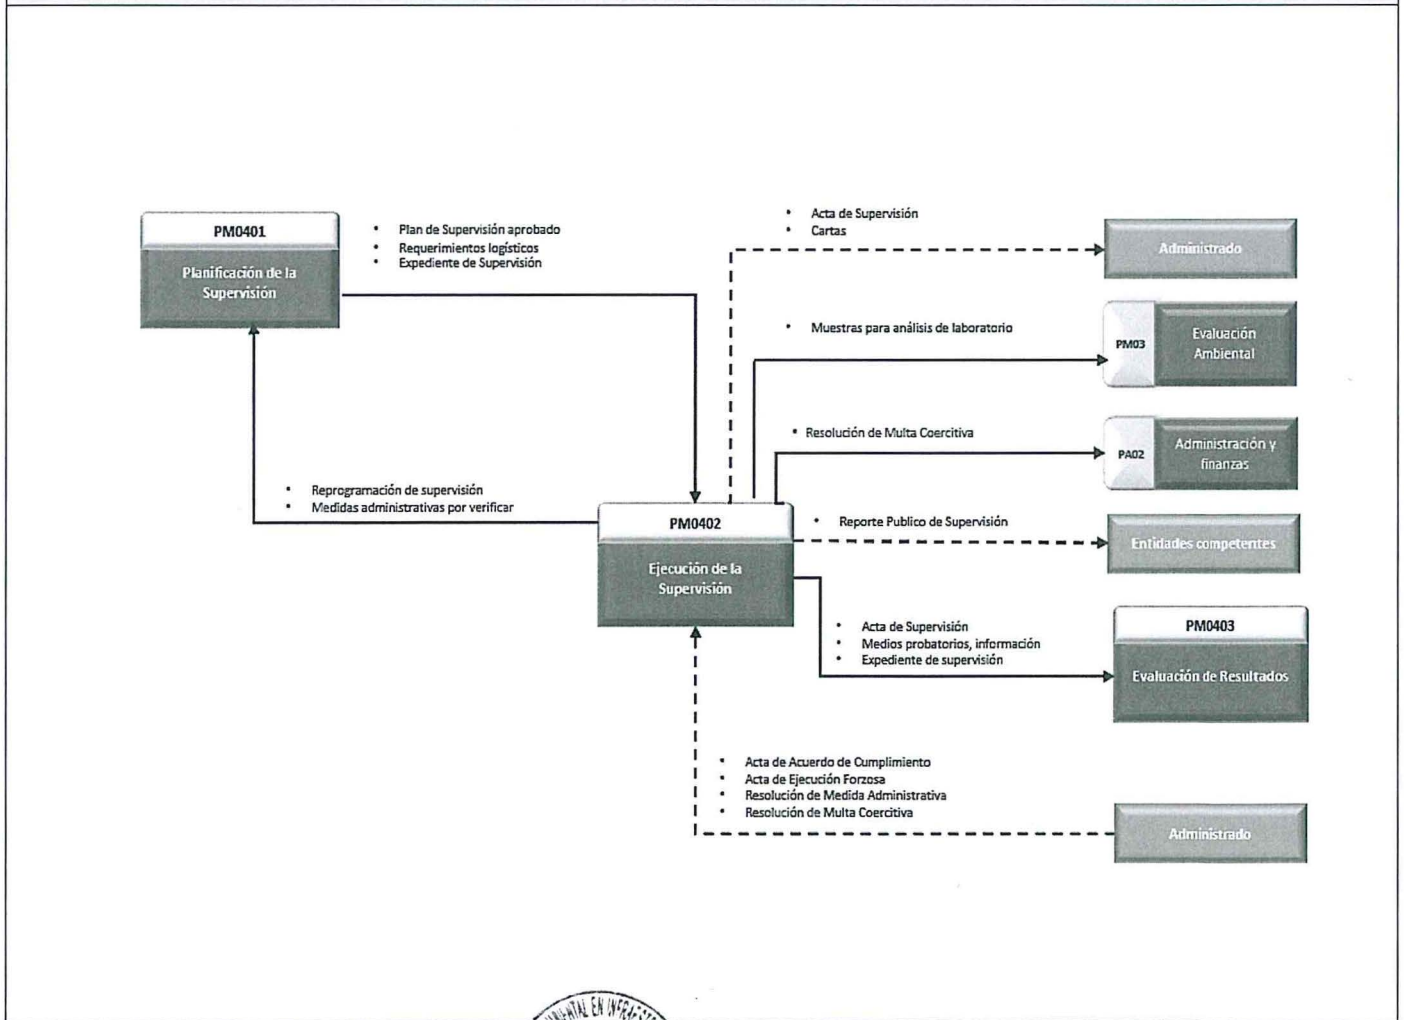 PM0401
Planificación de la
Supervisión
• Plan de Supervisión aprobado
• Requerimientos logísticos
• Expediente de Supervisión
• Acta de Supervisión
• Cartas
Administrado
• Muestras para análisis de laboratorio
PM03
Evaluación
Ambiental
• Resolución de Multa Coercitiva
PA02
Administración y
finanzas
• Reprogramación de supervisión
• Medidas administrativas por verificar
PM0402
Ejecución de la
Supervisión
• Reporte Publico de Supervisión
Entidades competentes
• Acta de Supervisión
• Medios probatorios, información
• Expediente de supervisión
PM0403
Evaluación de Resultados
• Acta de Acuerdo de Cumplimiento
• Acta de Ejecución Forzosa
• Resolución de Medida Administrativa
• Resolución de Multa Coercitiva
Administrado
EN